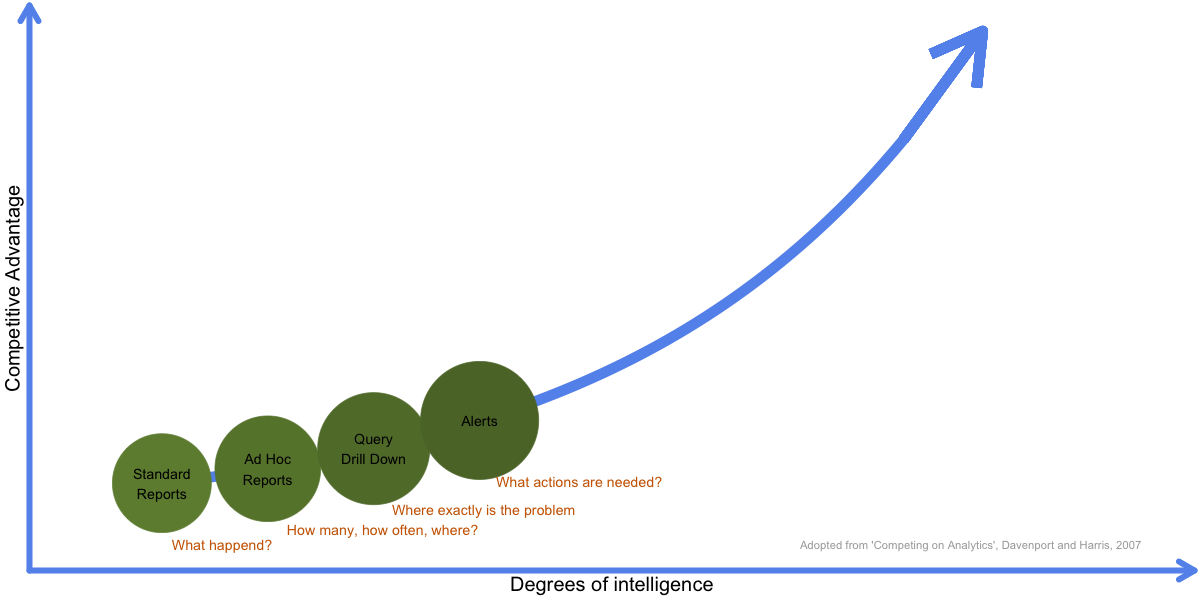 Competitive Advantage
Standard
Reports
What happend?
Ad Hoc
Reports
How many, how often, where?
Query
Drill Down
Where exactly is the problem
Alerts
What actions are needed?
Adopted from 'Competing on Analytics', Davenport and Harris, 2007
Degrees of intelligence